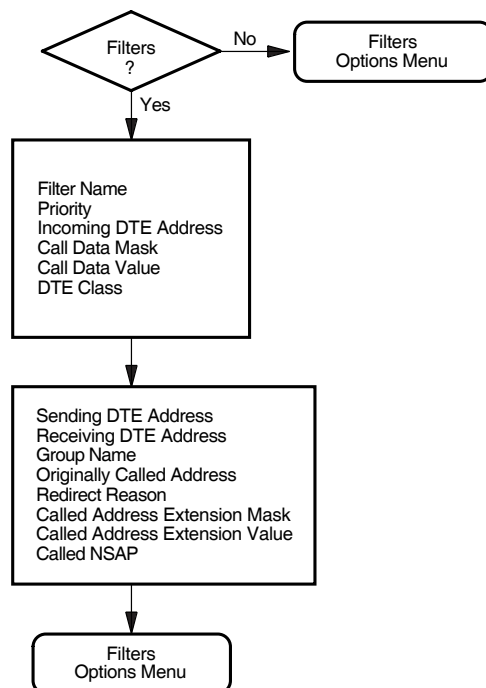 Filters
?
No
Filters
Options Menu
Yes
Filter Name
Priority
Incoming DTE Address
Call Data Mask
Call Data Value
DTE Class
Sending DTE Address
Receiving DTE Address
Group Name
Originally Called Address
Redirect Reason
Called Address Extension Mask
Called Address Extension Value
Called NSAP
Filters
Options Menu